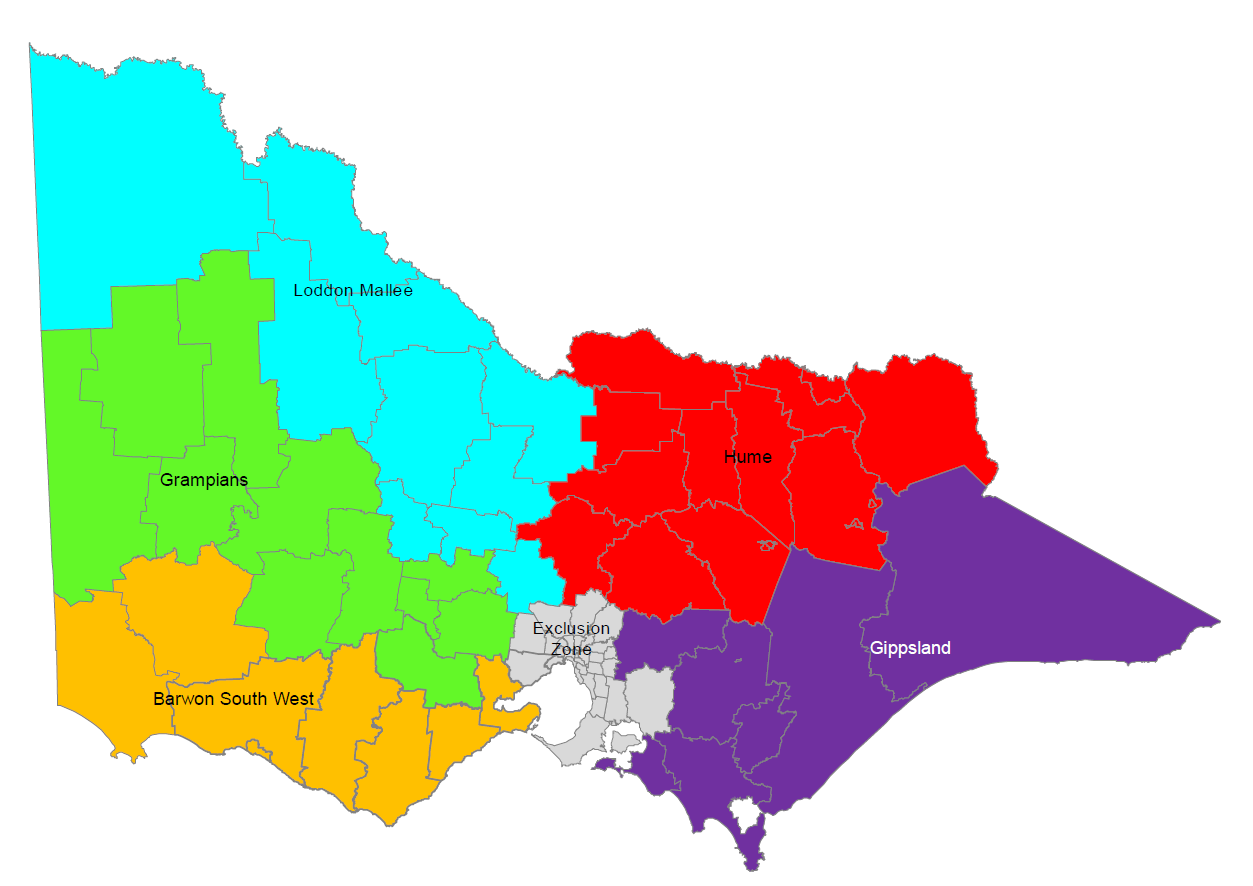 Loddon Mallee
Hume
Grampians
Exclusion
Zone
Gippsland
Barwon South West